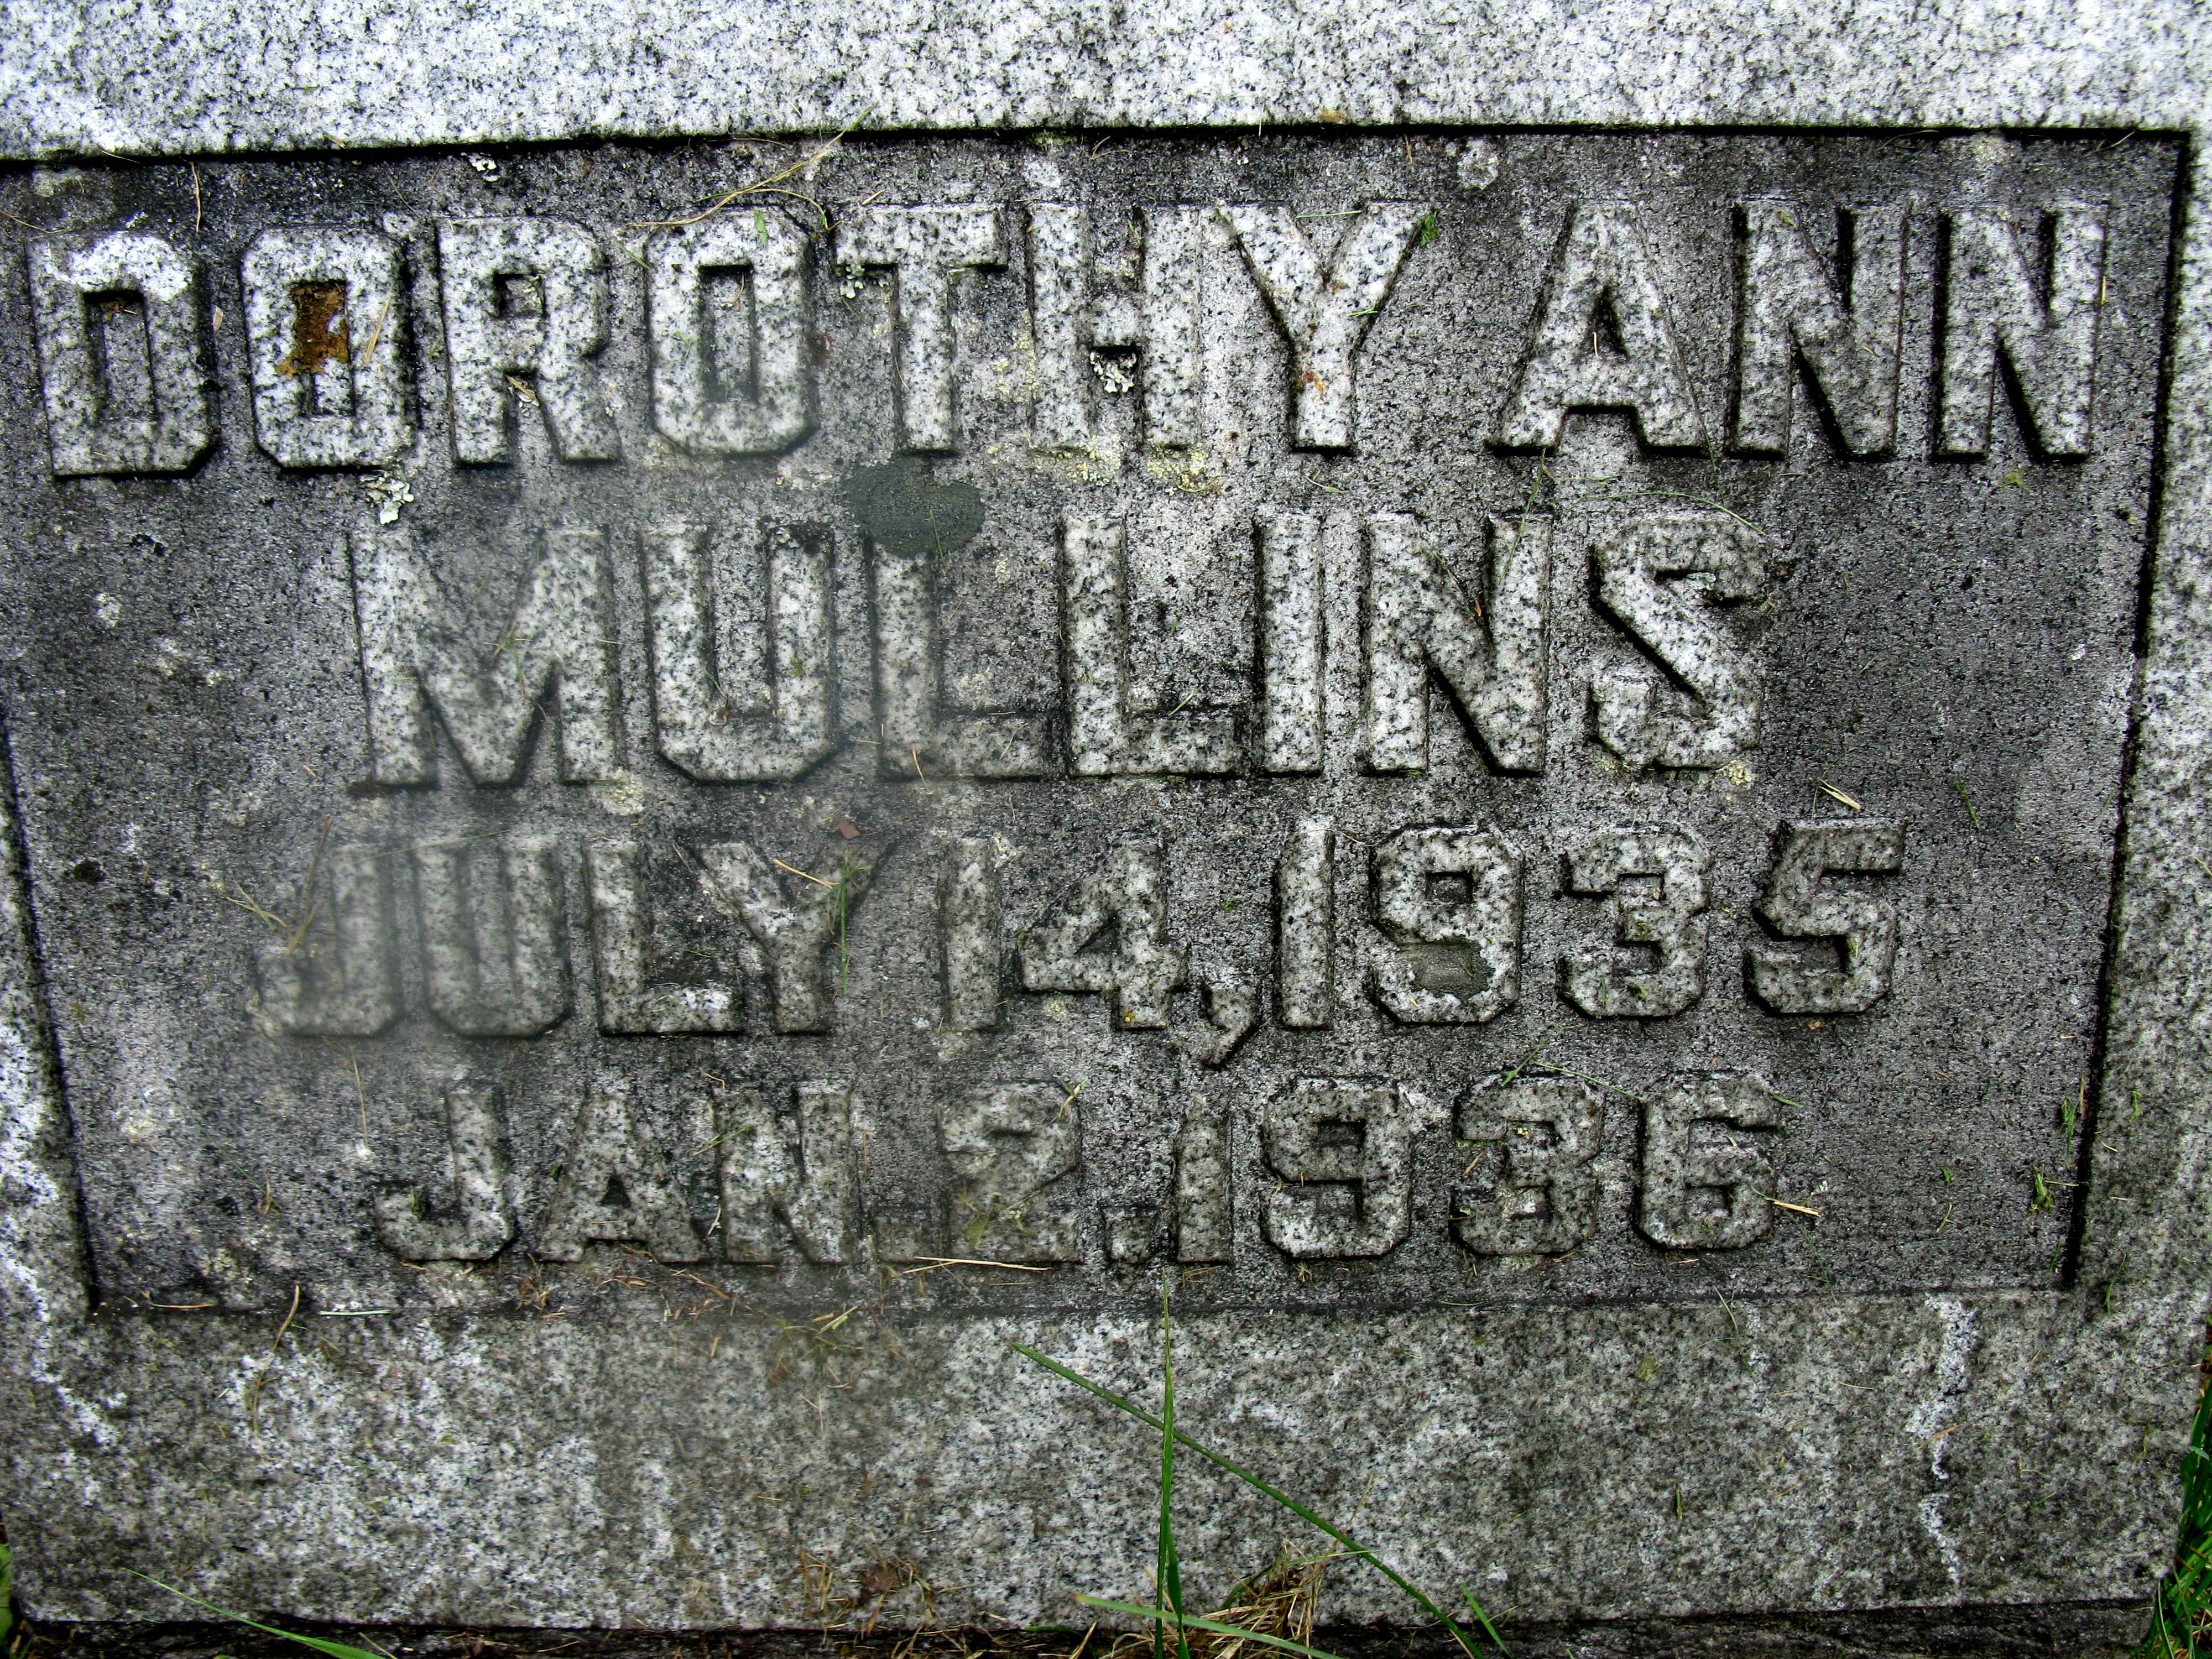 DOROTHY ANN
MULLINS
JULY 14, 1935
JAN. 2. 1936